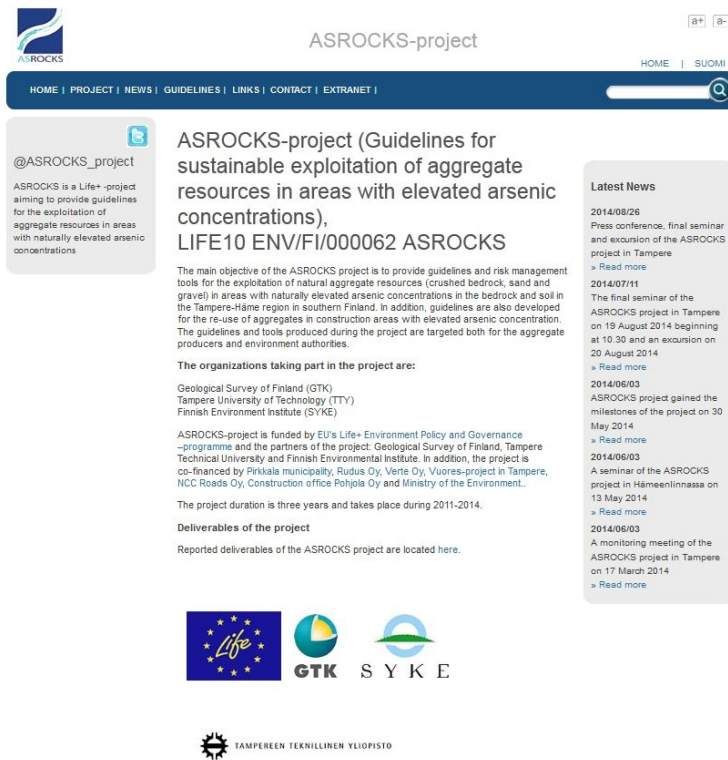 ASROCKS
ASROCKS-project
a+ a-
HOME | SUOMI
HOME | PROJECT | NEWS | GUIDELINES | LINKS | CONTACT | EXTRANET |
@ASROCKS_project
ASROCKS is a Life+ -project
aiming to provide guidelines
for the exploitation of
aggregate resources in areas
with naturally elevated arsenic
concentrations
ASROCKS-project (Guidelines for
sustainable exploitation of aggregate
resources in areas with elevated arsenic
concentrations),
LIFE10 ENV/FI/000062 ASROCKS
The main objective of the ASROCKS project is to provide guidelines and risk management
tools for the exploitation of natural aggregate resources (crushed bedrock, sand and
gravel) in areas with naturally elevated arsenic concentrations in the bedrock and soil in
the Tampere-Häme region in southern Finland. In addition, guidelines are also developed
for the re-use of aggregates in construction areas with elevated arsenic concentration.
The guidelines and tools produced during the project are targeted both for the aggregate
producers and environment authorities.
The organizations taking part in the project are:
Geological Survey of Finland (GTK)
Tampere University of Technology (TTY)
Finnish Environment Institute (SYKE)
ASROCKS-project is funded by EU's Life+ Environment Policy and Governance
–programme and the partners of the project: Geological Survey of Finland, Tampere
Technical University and Finnish Environmental Institute. In addition, the project is
co-financed by Pirkkala municipality, Rudus Oy, Verte Oy, Vuores-project in Tampere,
NCC Roads Oy, Construction office Pohjola Oy and Ministry of the Environment..
The project duration is three years and takes place during 2011-2014.
Deliverables of the project
Reported deliverables of the ASROCKS project are located here.
Latest News
2014/08/26
Press conference, final seminar
and excursion of the ASROCKS
project in Tampere
» Read more
2014/07/11
The final seminar of the
ASROCKS project in Tampere
on 19 August 2014 beginning
at 10.30 and an excursion on
20 August 2014
» Read more
2014/06/03
ASROCKS project gained the
milestones of the project on 30
May 2014
» Read more
2014/06/03
A seminar of the ASROCKS
project in Hämeenlinnassa on
13 May 2014
» Read more
2014/06/03
A monitoring meeting of the
ASROCKS project in Tampere
on 17 March 2014
» Read more
Life
GTK
SYKE
TAMPEREEN TEKNILLINEN YLIOPISTO